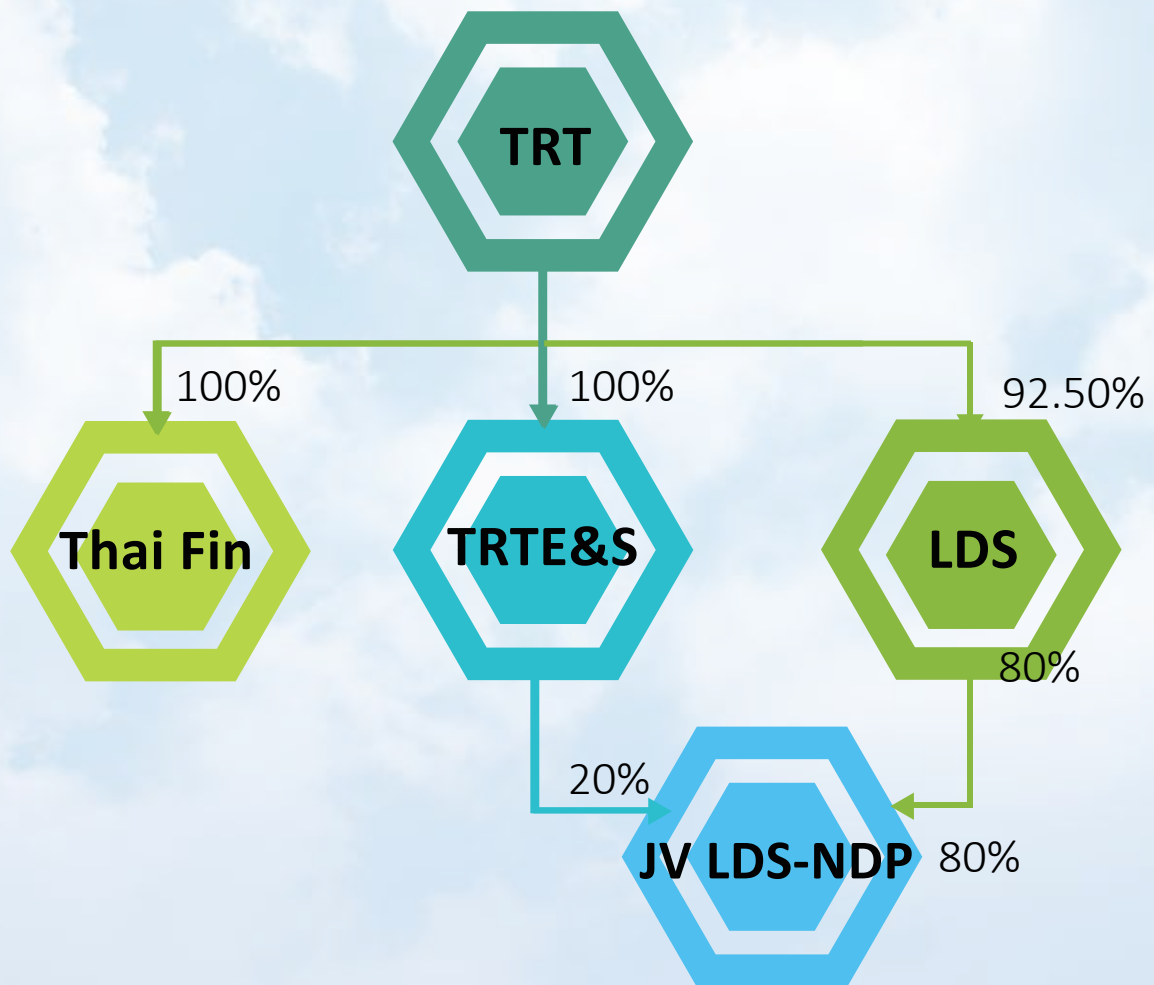 TRT
100%
100%
92.50%
Thai Fin
TRTE&S
LDS
80%
20%
JV LDS-NDP
80%